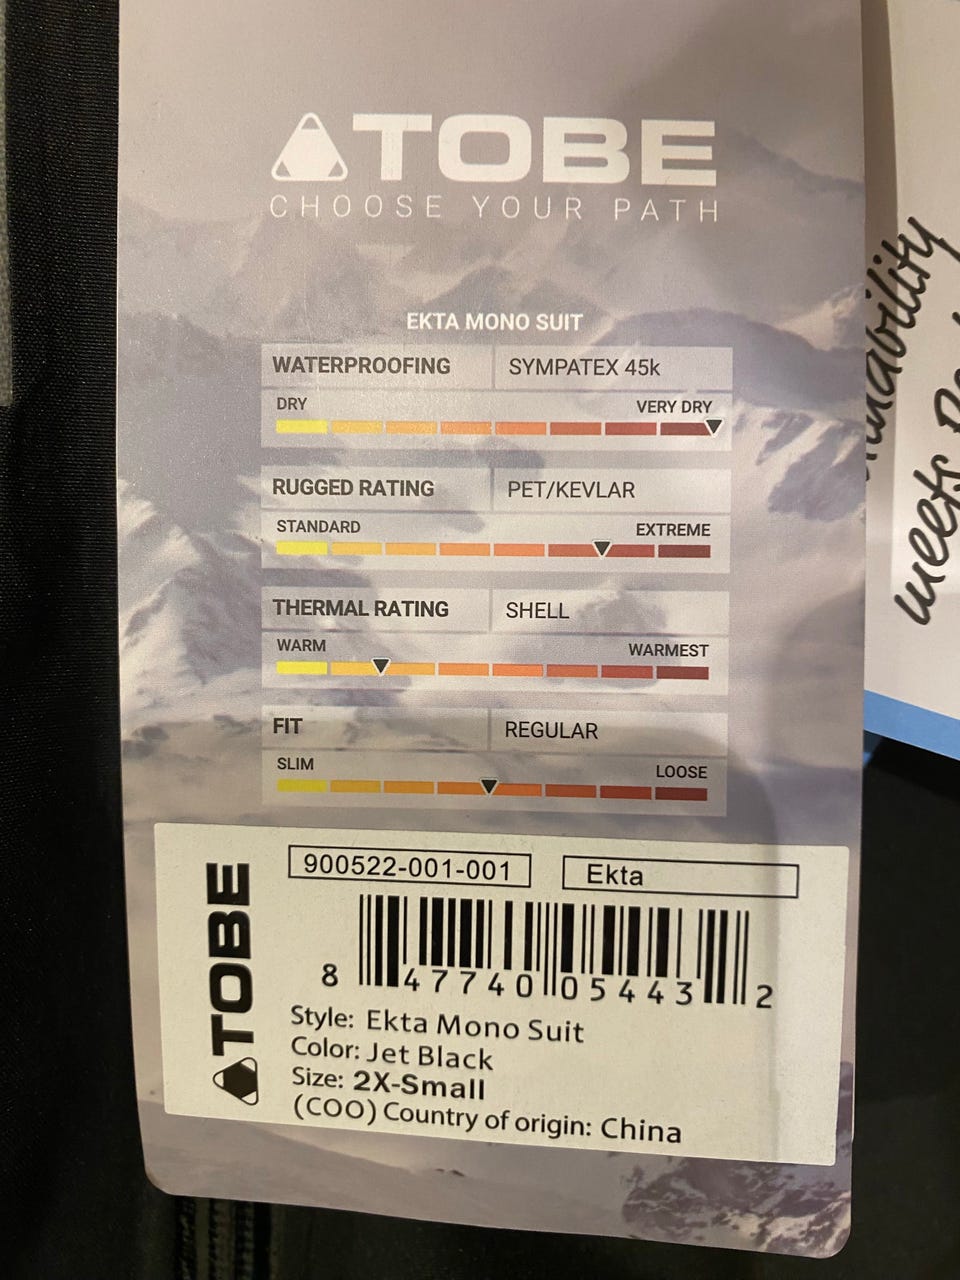 TOBE
CHOOSE YOUR PATH
EKTA MONO SUIT
WATERPROOFING SYMPATEX 45k
DRY VERY DRY
RUGGED RATING PET/KEVLAR
STANDARD EXTREME
THERMAL RATING SHELL
WARM WARMEST
FIT REGULAR
SLIM LOOSE
TOBE
900522-001-001 Ekta
8 47740 05443 2
Style: Ekta Mono Suit
Color: Jet Black
Size: 2X-Small
(COO) Country of origin: China
meets